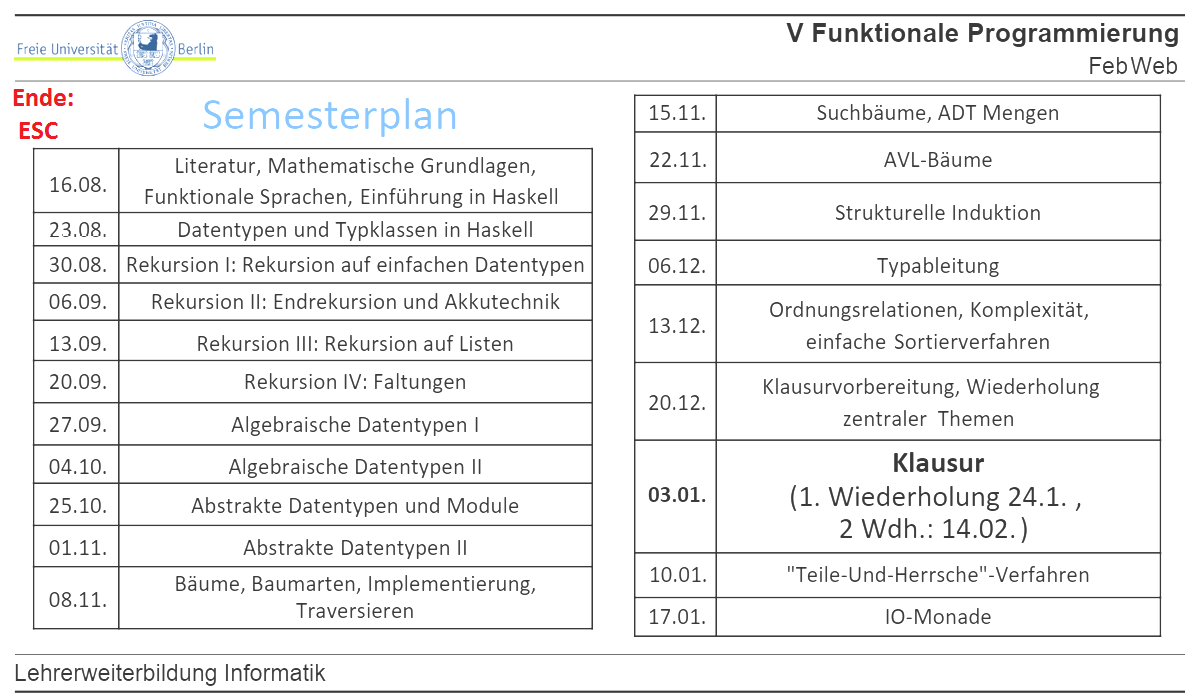 Freie Universität Berlin
V Funktionale Programmierung
FebWeb
Ende:
ESC
Semesterplan
16.08. Literatur, Mathematische Grundlagen,
Funktionale Sprachen, Einführung in Haskell
23.08. Datentypen und Typklassen in Haskell
30.08. Rekursion I: Rekursion auf einfachen Datentypen
06.09. Rekursion II: Endrekursion und Akkutechnik
13.09. Rekursion III: Rekursion auf Listen
20.09. Rekursion IV: Faltungen
27.09. Algebraische Datentypen I
04.10. Algebraische Datentypen II
25.10. Abstrakte Datentypen und Module
01.11. Abstrakte Datentypen II
08.11. Bäume, Baumarten, Implementierung,
Traversieren
15.11. Suchbäume, ADT Mengen
22.11. AVL-Bäume
29.11. Strukturelle Induktion
06.12. Typableitung
13.12. Ordnungsrelationen, Komplexität,
einfache Sortierverfahren
20.12. Klausurvorbereitung, Wiederholung
zentraler Themen
03.01. Klausur
(1. Wiederholung 24.1. ,
2 Wdh.: 14.02. )
10.01. "Teile-Und-Herrsche"-Verfahren
17.01. IO-Monade
Lehrerweiterbildung Informatik